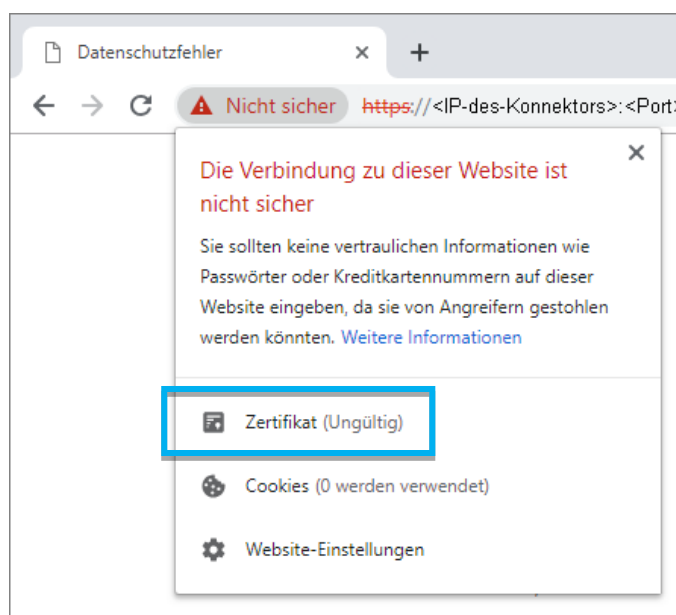 Datenschutzfehler
Nicht sicher https://<IP-des-Konnektors>:<Port>
Die Verbindung zu dieser Website ist
nicht sicher
Sie sollten keine vertraulichen Informationen wie
Passwörter oder Kreditkartennummern auf dieser
Website eingeben, da sie von Angreifern gestohlen
werden könnten. Weitere Informationen
Zertifikat (Ungültig)
Cookies (0 werden verwendet)
Website-Einstellungen